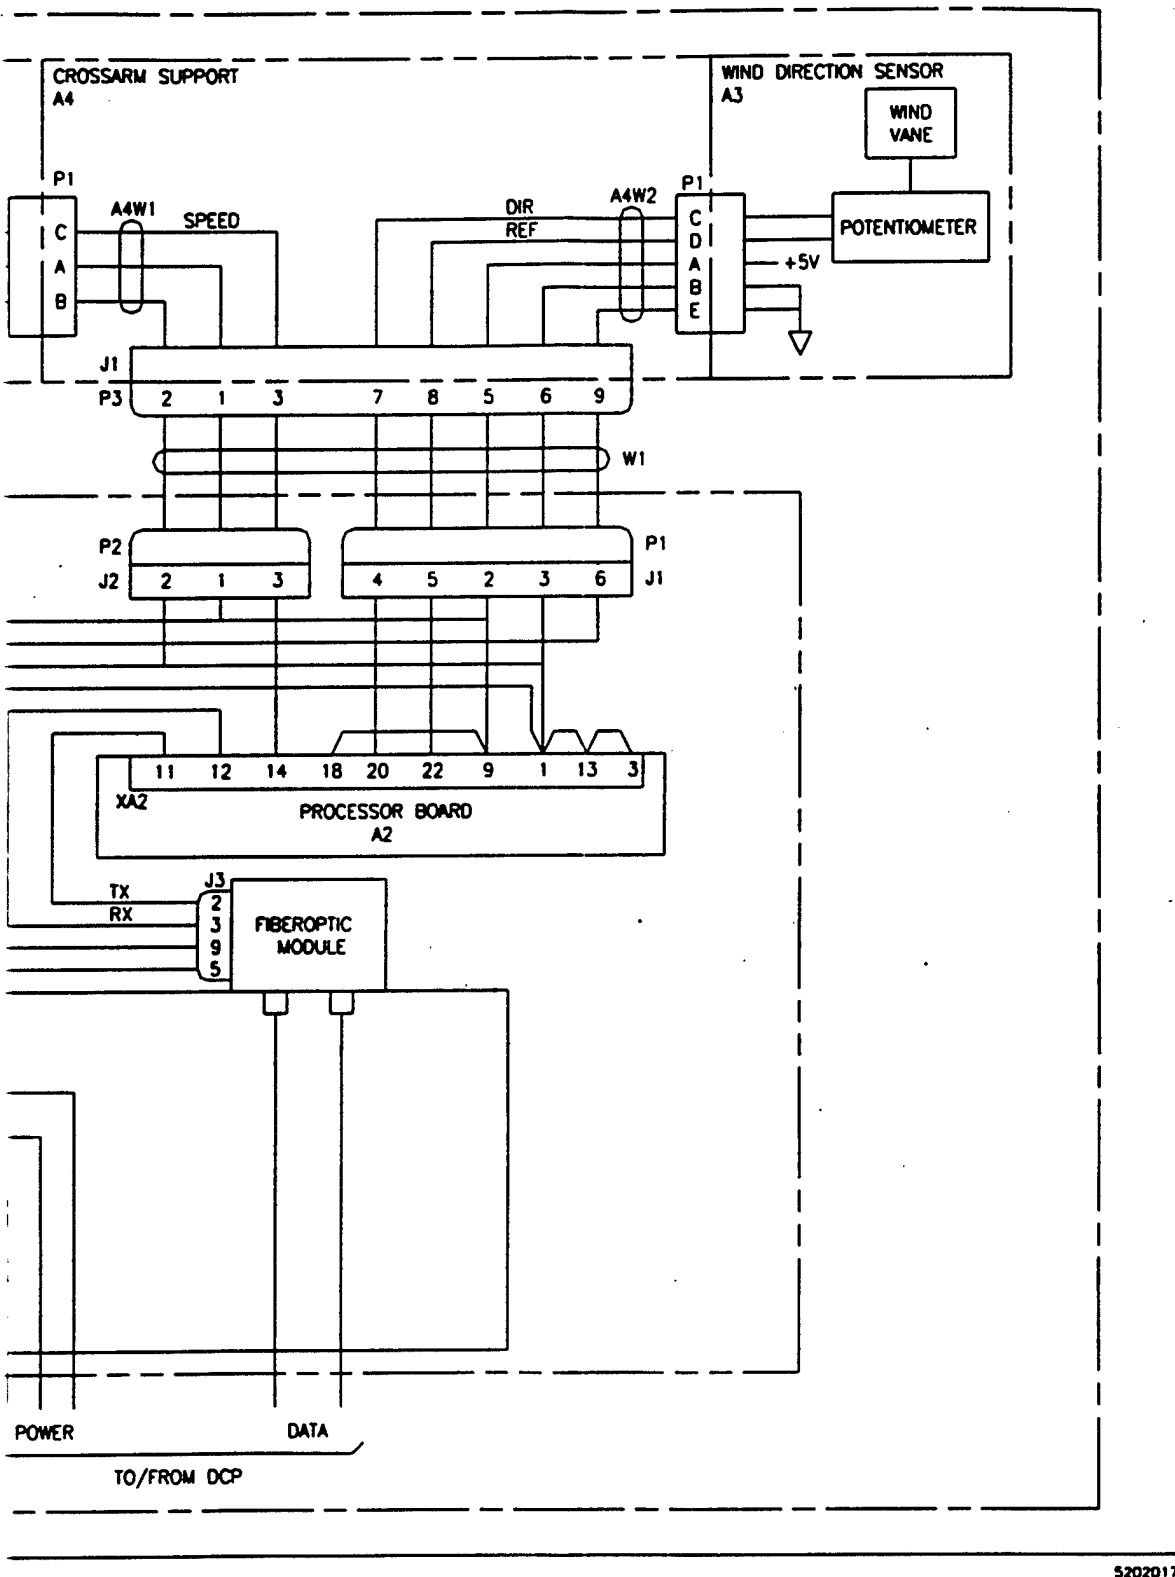 CROSSARM SUPPORT
A4
WIND DIRECTION SENSOR
A3
WIND
VANE
P1
A4W1
SPEED
DIR
REF
A4W2
P1
C
A
B
C
D
A
B
E
POTENTIOMETER
+5V
J1
P3 2 1 3 7 8 5 6 9
W1
P2
P1
J2 2 1 3 4 5 2 3 6 J1
11 12 14 18 20 22 9 1 13 3
XA2
PROCESSOR BOARD
A2
J3
TX
RX
2
3
9
5
FIBEROPTIC
MODULE
POWER
DATA
TO/FROM DCP
5202017